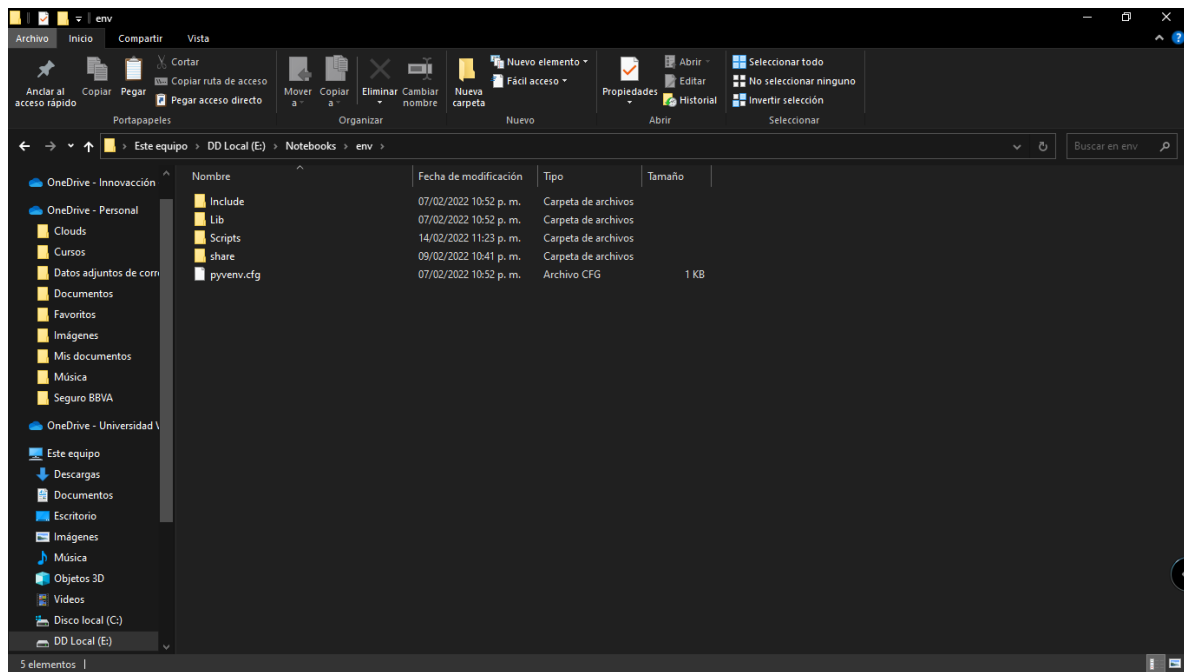 env
Archivo Inicio Compartir Vista
Anclar al acceso rápido
Copiar
Pegar
Cortar
Copiar ruta de acceso
Pegar acceso directo
Portapapeles
Mover a
Copiar a
Eliminar
Cambiar nombre
Organizar
Nueva carpeta
Nuevo elemento
Fácil acceso
Nuevo
Propiedades
Abrir
Editar
Historial
Abrir
Seleccionar todo
No seleccionar ninguno
Invertir selección
Seleccionar
Este equipo > DD Local (E:) > Notebooks > env >
Buscar en env
OneDrive - Innovacción
OneDrive - Personal
Clouds
Cursos
Datos adjuntos de corre
Documentos
Favoritos
Imágenes
Mis documentos
Música
Seguro BBVA
OneDrive - Universidad V
Este equipo
Descargas
Documentos
Escritorio
Imágenes
Música
Objetos 3D
Videos
Disco local (C:)
DD Local (E:)
Nombre Fecha de modificación Tipo Tamaño
Include 07/02/2022 10:52 p. m. Carpeta de archivos
Lib 07/02/2022 10:52 p. m. Carpeta de archivos
Scripts 14/02/2022 11:23 p. m. Carpeta de archivos
share 09/02/2022 10:41 p. m. Carpeta de archivos
pyvenv.cfg 07/02/2022 10:52 p. m. Archivo CFG 1 KB
5 elementos